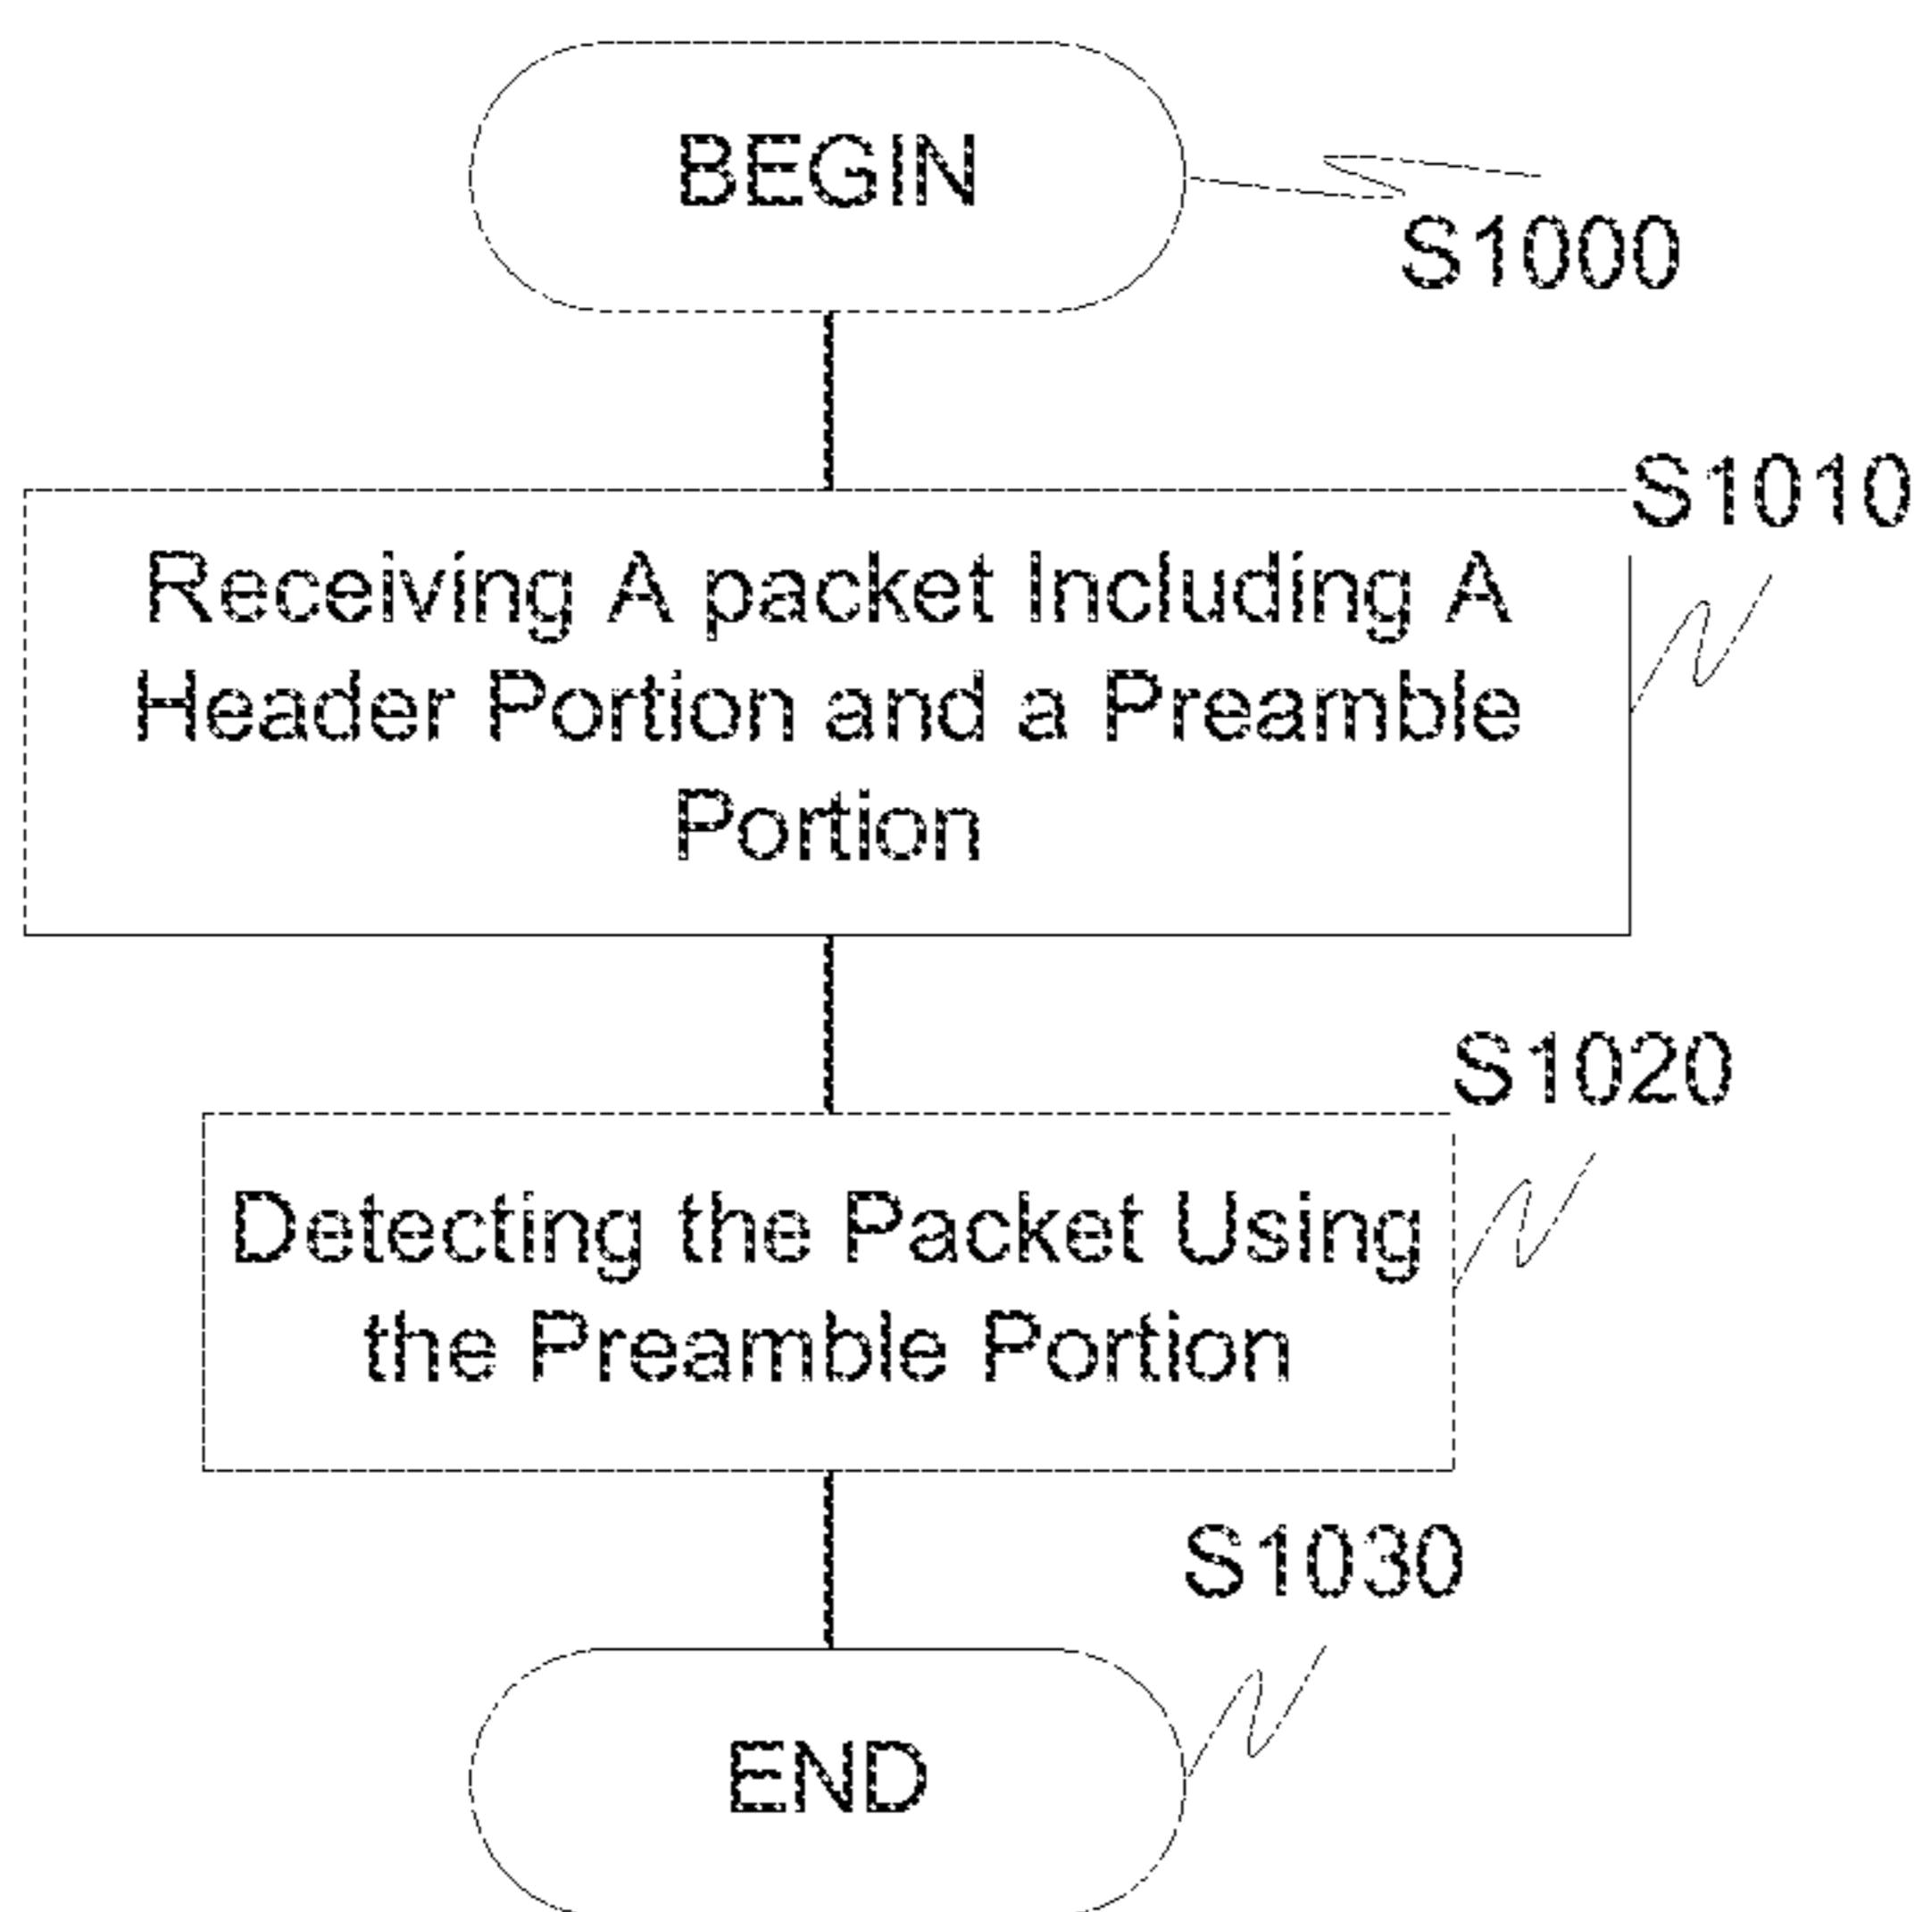 BEGIN
S1000
S1010
Receiving A packet Including A
Header Portion and a Preamble
Portion
S1020
Detecting the Packet Using
the Preamble Portion
S1030
END